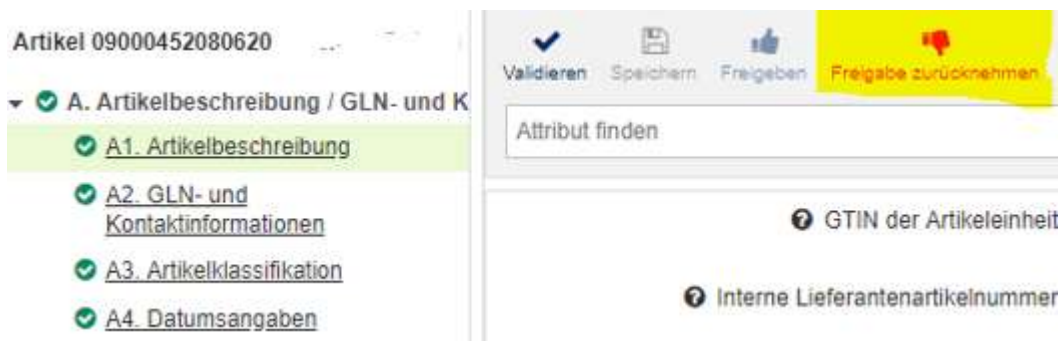 Artikel 09000452080620
A. Artikelbeschreibung / GLN- und K
A1. Artikelbeschreibung
A2. GLN- und
Kontaktinformationen
A3. Artikelklassifikation
A4. Datumsangaben
Validieren Speichern Freigeben Freigabe zurücknehmen
Attribut finden
GTIN der Artikeleinheit
Interne Lieferantenartikelnummer